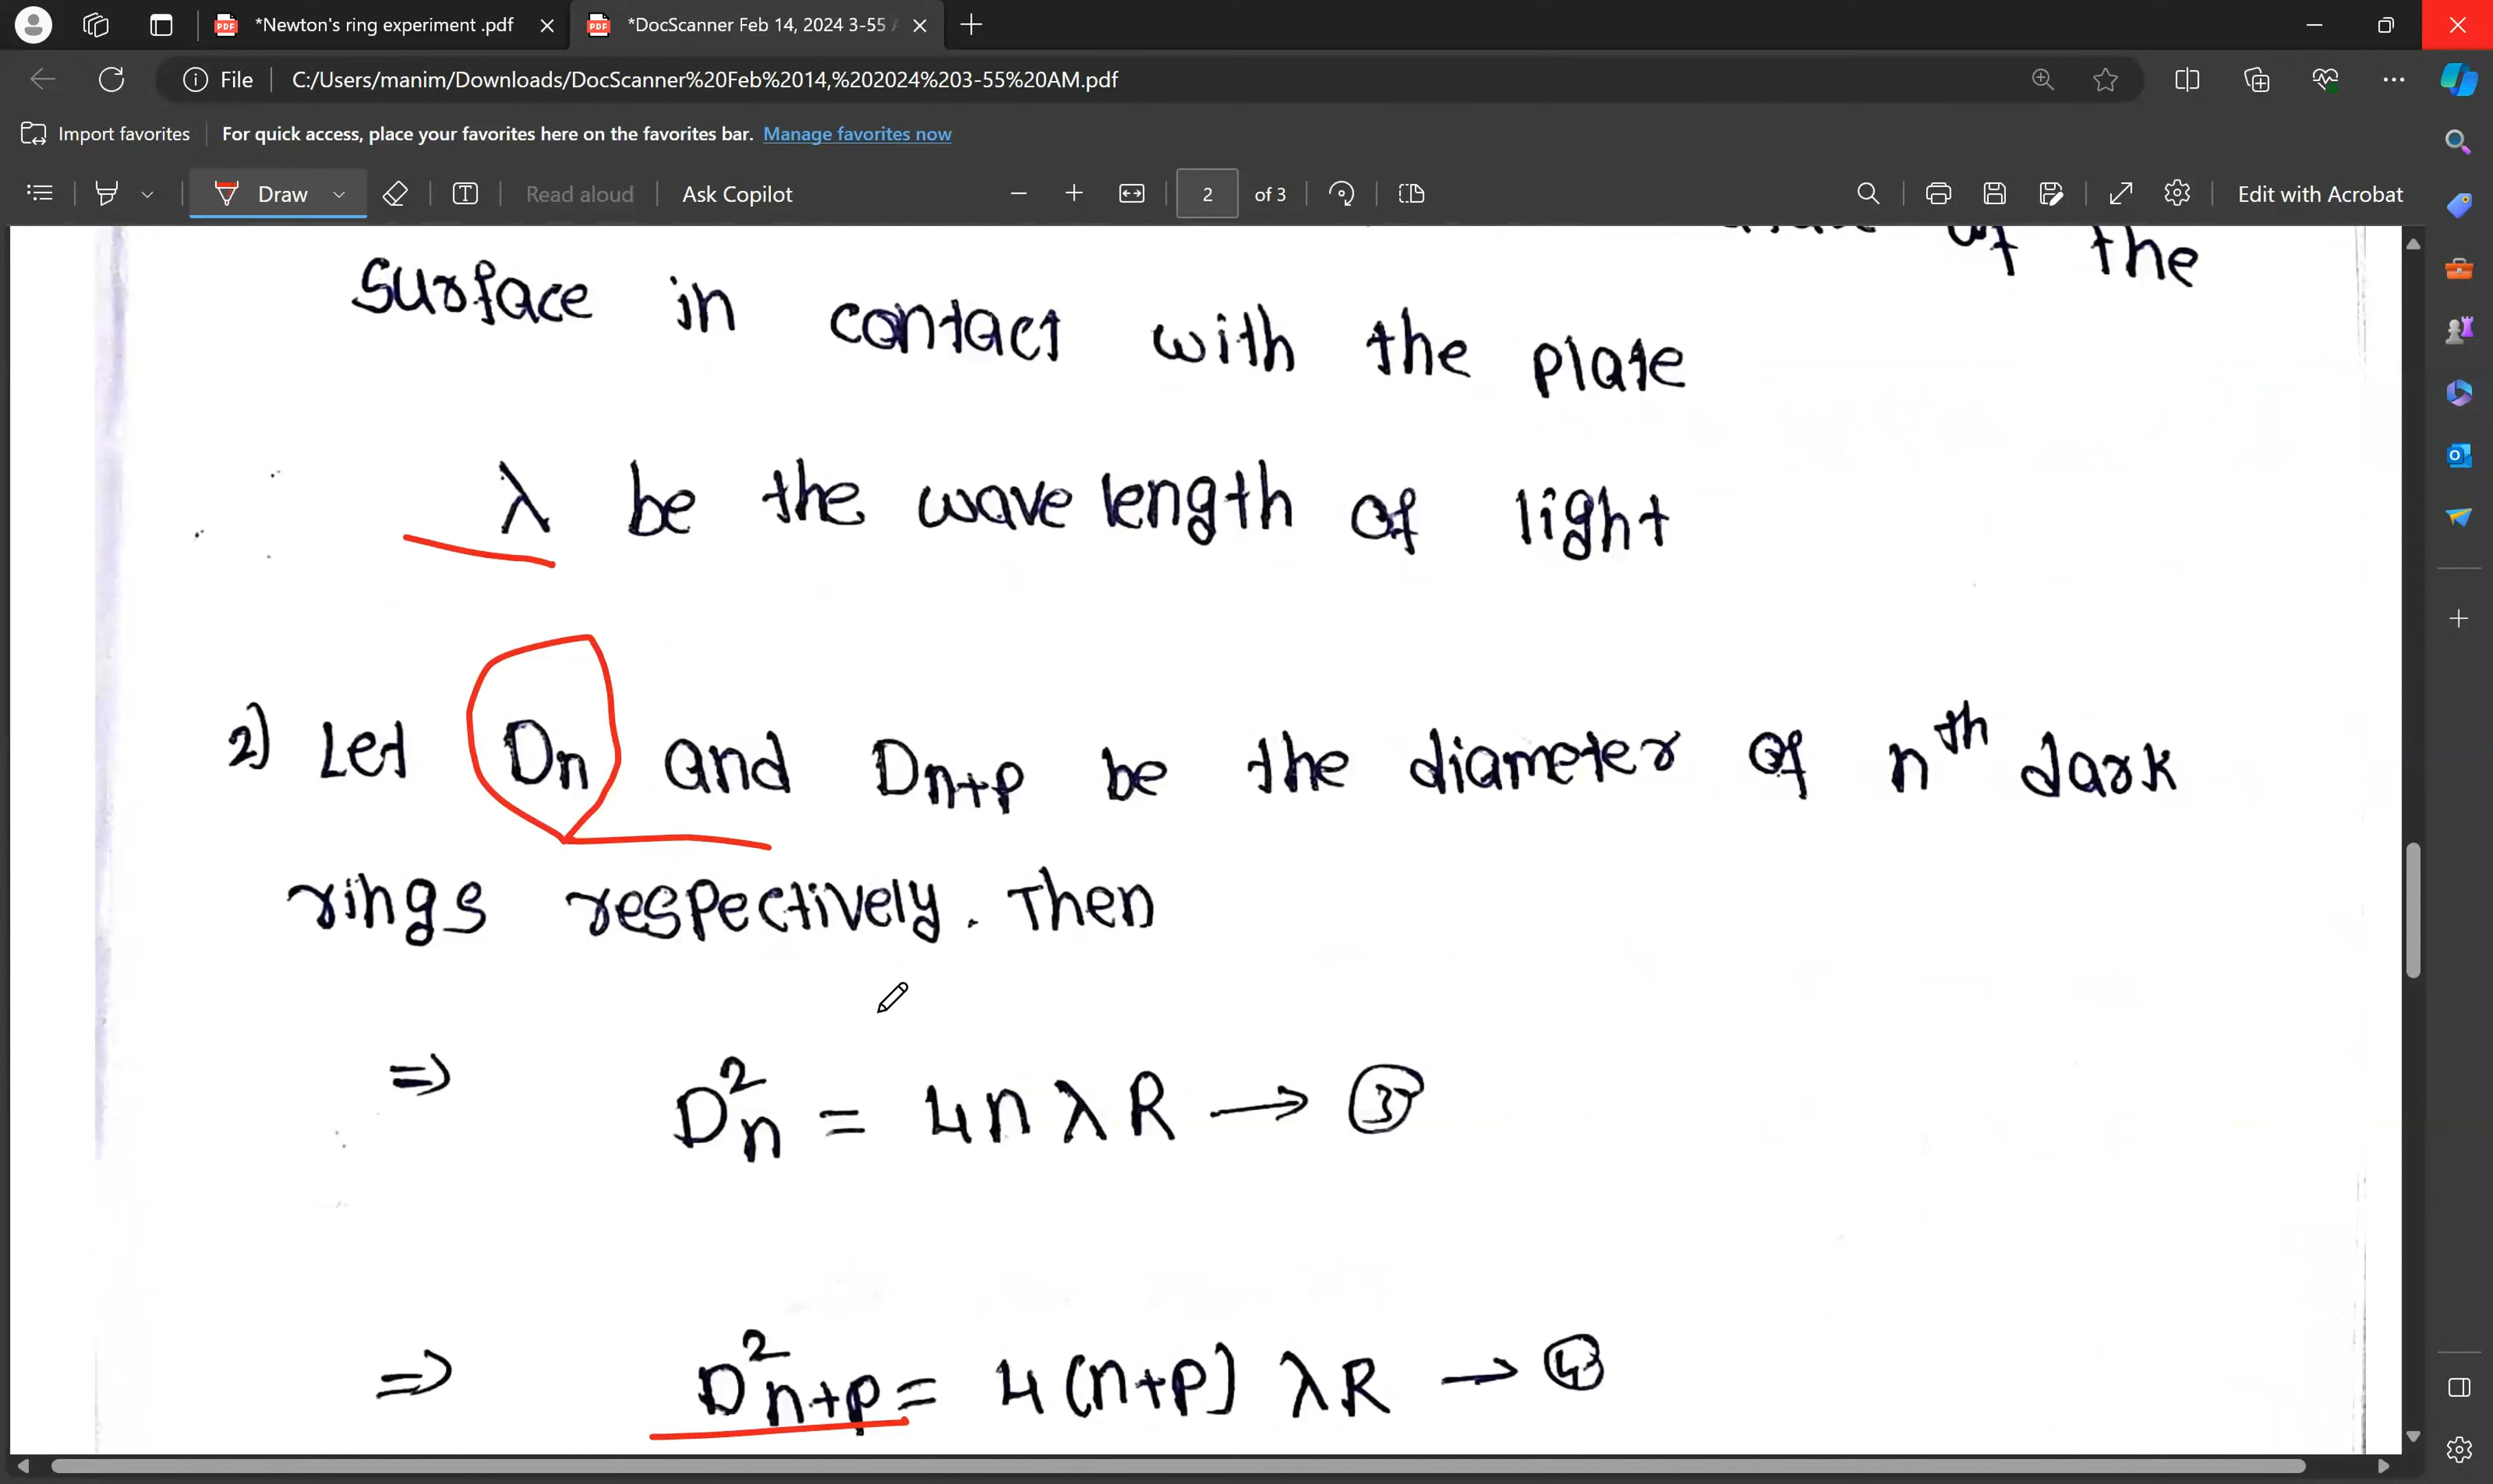 *Newton's ring experiment .pdf
*DocScanner Feb 14, 2024 3-55
File
C:/Users/manim/Downloads/DocScanner%20Feb%2014,%202024%203-55%20AM.pdf
Import favorites
For quick access, place your favorites here on the favorites bar. Manage favorites now
Draw
Read aloud
Ask Copilot
2 of 3
Edit with Acrobat
of the
surface in contact with the plate
λ be the wave length of light
2) Let Dn and Dn+p be the diameter of nth dark
rings respectively. Then
=> D²n = 4nλR → ③
=> D²n+p = 4(n+p) λR → ④